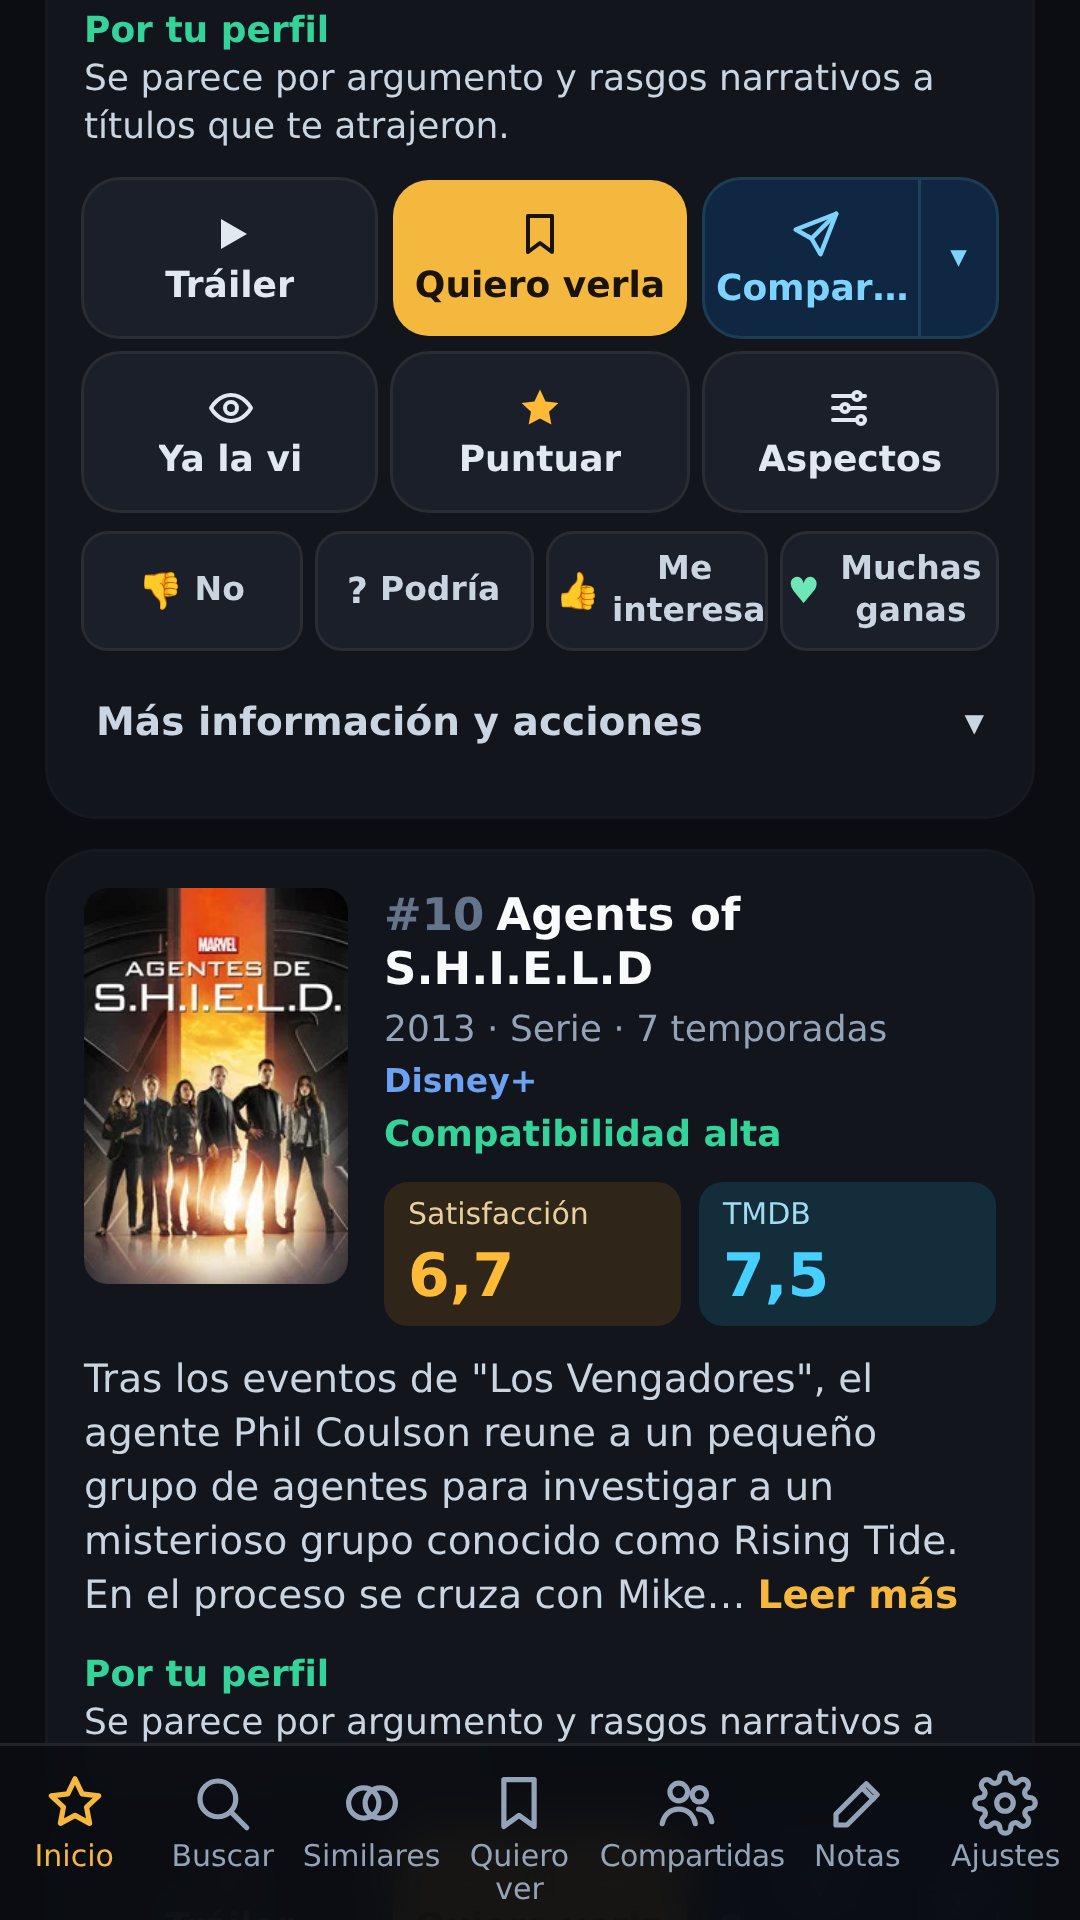 Por tu perfil
Se parece por argumento y rasgos narrativos a
títulos que te atrajeron.
Tráiler
Quiero verla
Compar...
▼
Ya la vi
Puntuar
Aspectos
👎 No
? Podría
👍 Me
interesa
♥ Muchas
ganas
Más información y acciones ▼
MARVEL
AGENTES DE
S.H.I.E.L.D.
#10 Agents of
S.H.I.E.L.D
2013 · Serie · 7 temporadas
Disney+
Compatibilidad alta
Satisfacción
6,7
TMDB
7,5
Tras los eventos de "Los Vengadores", el
agente Phil Coulson reune a un pequeño
grupo de agentes para investigar a un
misterioso grupo conocido como Rising Tide.
En el proceso se cruza con Mike... Leer más
Por tu perfil
Se parece por argumento y rasgos narrativos a
Inicio
Buscar
Similares
Quiero
ver
Compartidas
Notas
Ajustes